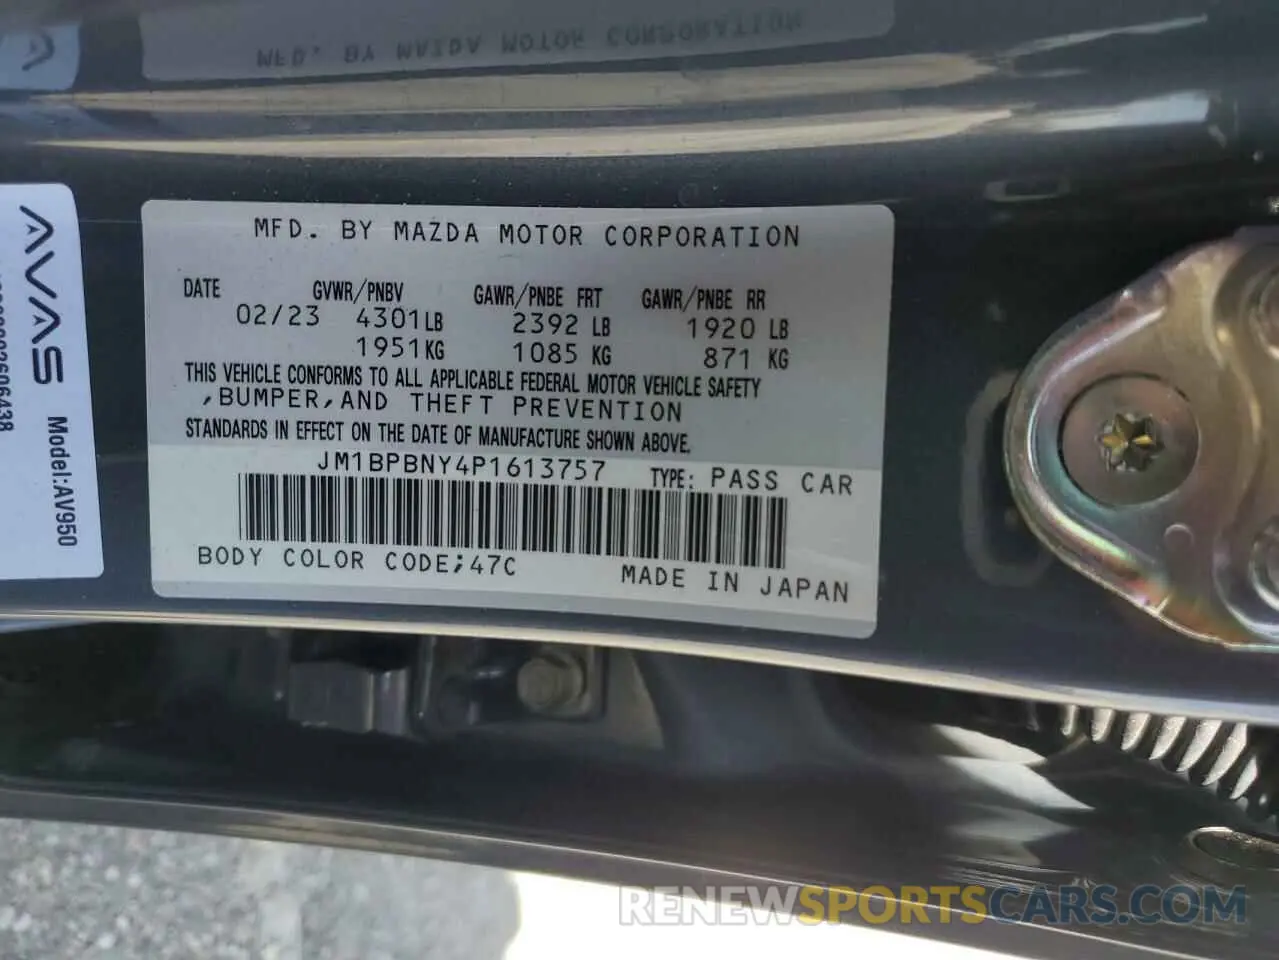 MFD. BY MAZDA MOTOR CORPORATION
DATE GVWR/PNBV GAWR/PNBE FRT GAWR/PNBE RR
02/23 4301LB 2392 LB 1920 LB
1951KG 1085 KG 871 KG
THIS VEHICLE CONFORMS TO ALL APPLICABLE FEDERAL MOTOR VEHICLE SAFETY
,BUMPER,AND THEFT PREVENTION
STANDARDS IN EFFECT ON THE DATE OF MANUFACTURE SHOWN ABOVE.
JM1BPBNY4P1613757 TYPE: PASS CAR
BODY COLOR CODE;47C
MADE IN JAPAN
AVAS
Model:AV950
RENEWSPORTSCARS.COM